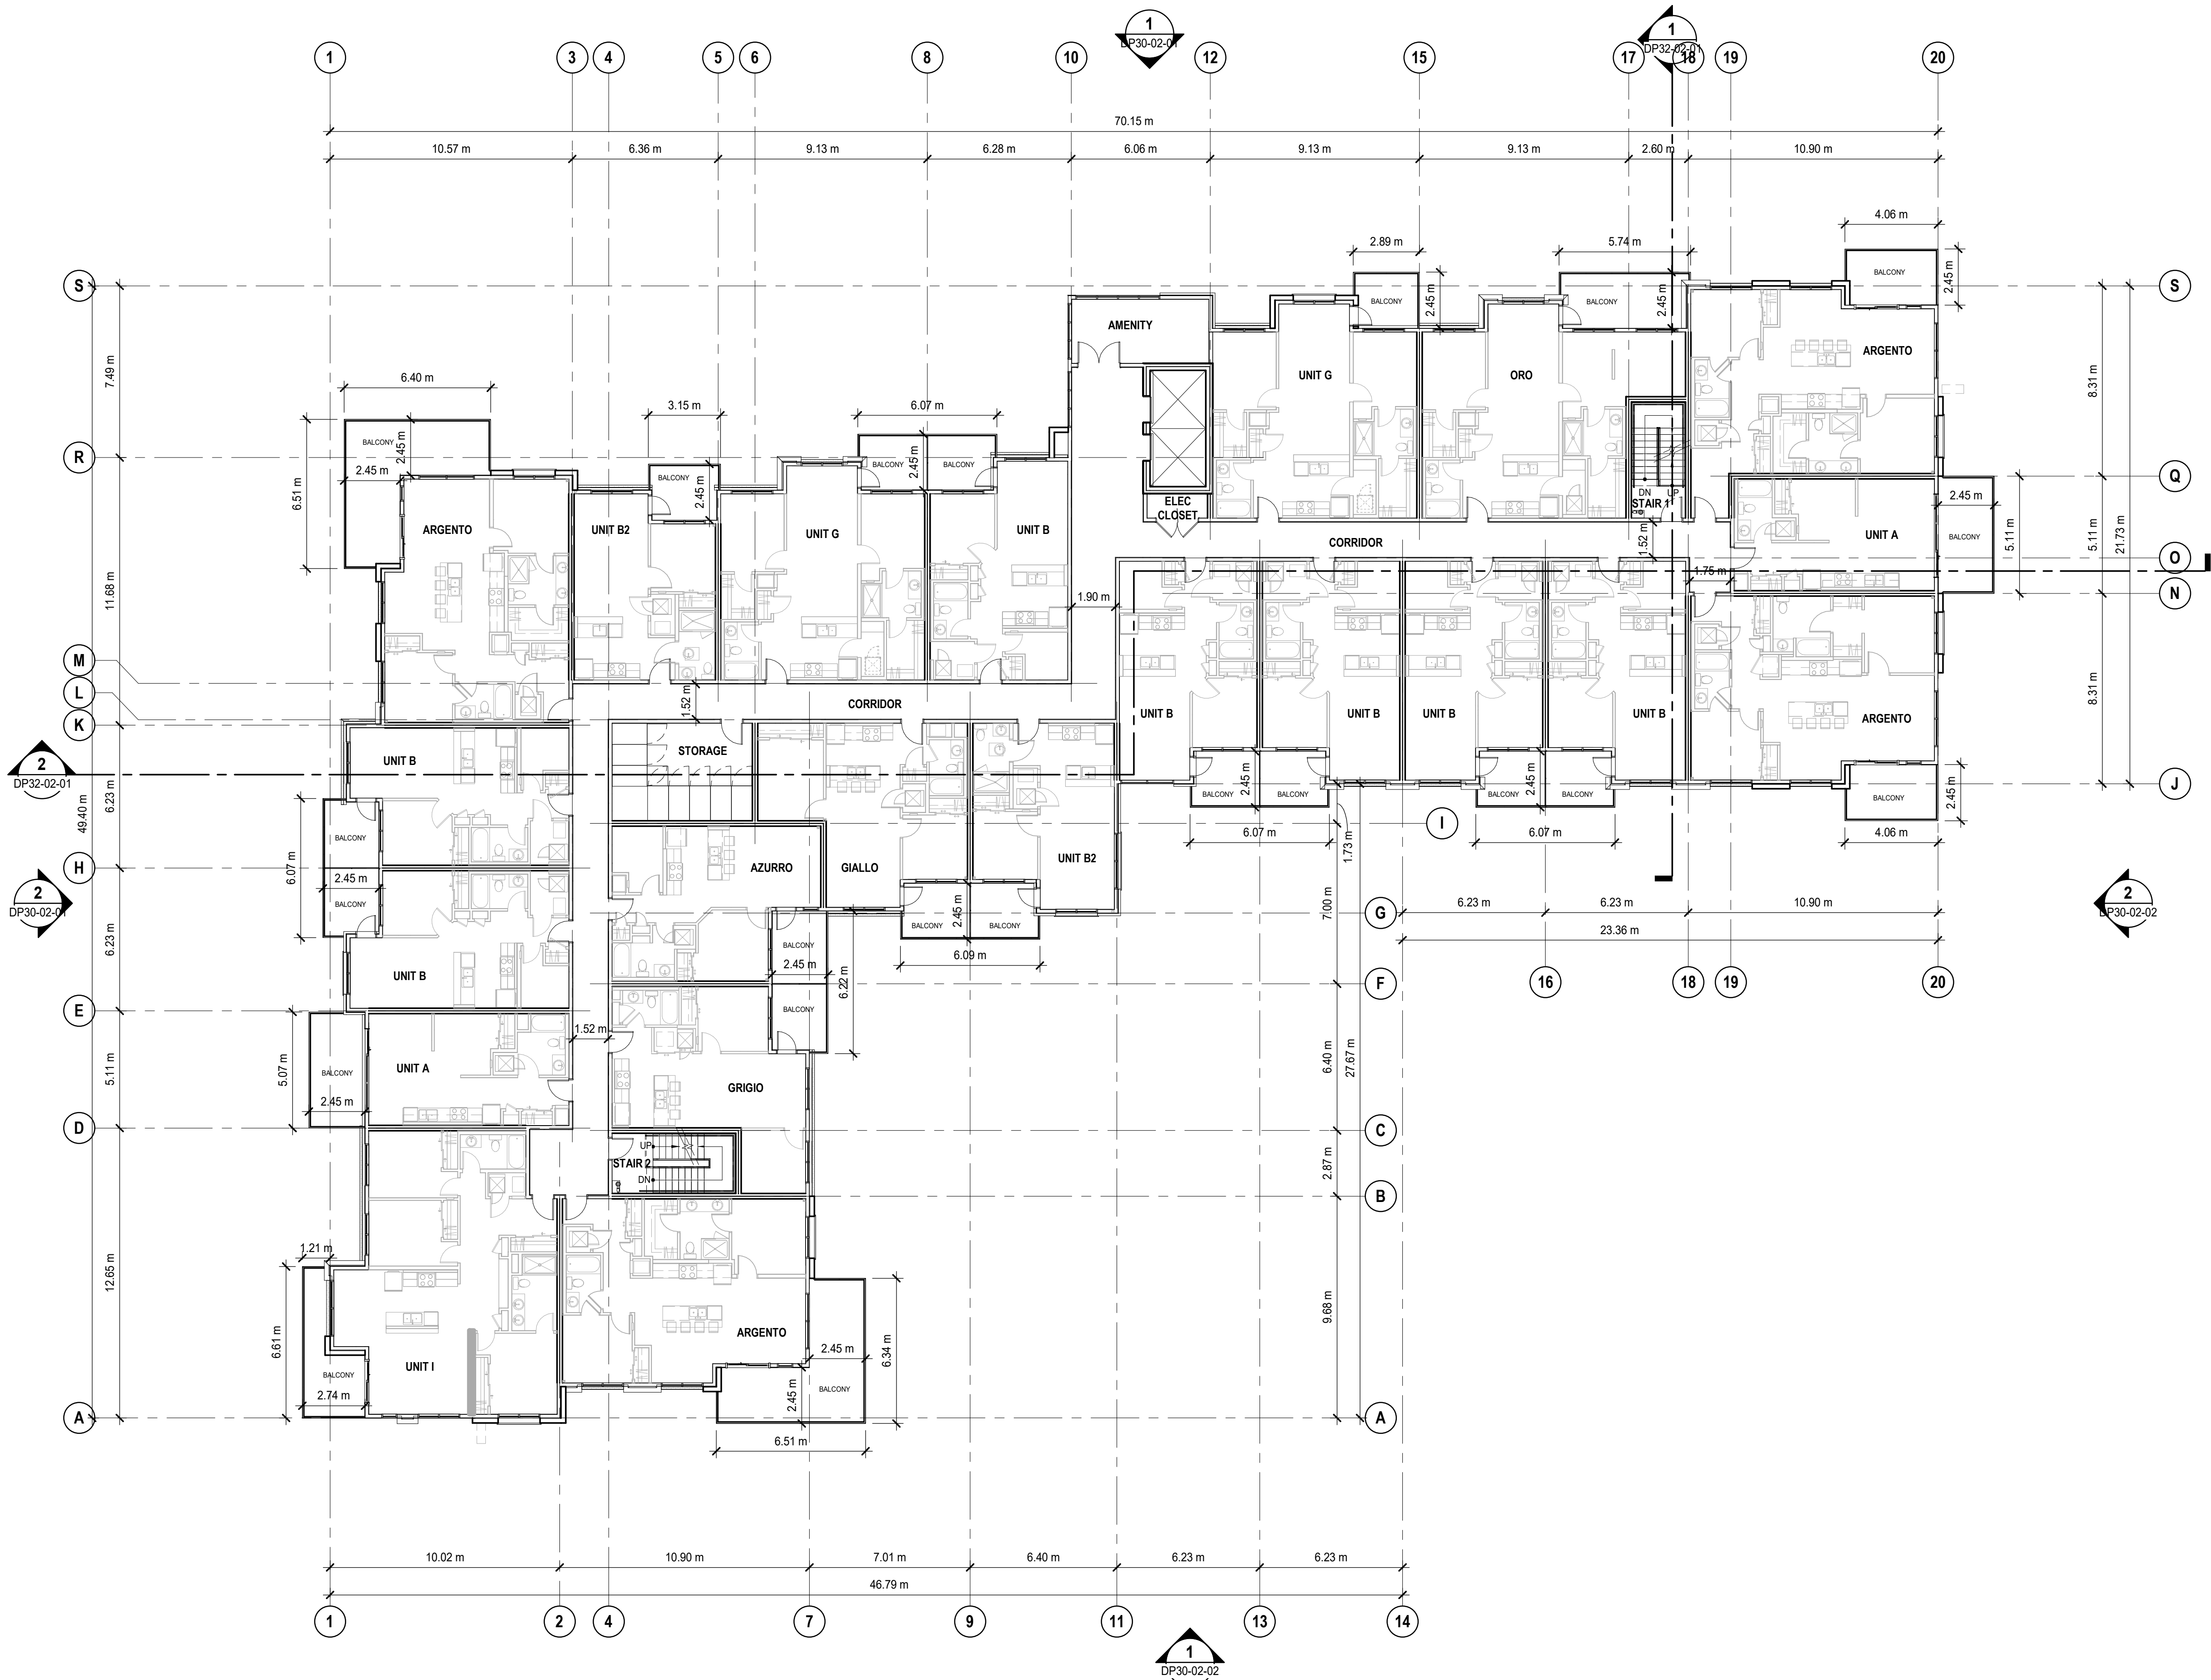 1
DP30-02-01
1
DP32-02-01
1
3
4
5
6
8
10
12
15
17
18
19
20
70.15 m
10.57 m
6.36 m
9.13 m
6.28 m
6.06 m
9.13 m
9.13 m
2.60 m
10.90 m
4.06 m
2.89 m
5.74 m
S
BALCONY
2.45 m
BALCONY
2.45 m
BALCONY
2.45 m
S
AMENITY
7.49 m
UNIT G
ORO
ARGENTO
8.31 m
6.40 m
3.15 m
6.07 m
BALCONY
2.45 m
R
2.45 m
6.51 m
BALCONY
2.45 m
BALCONY
2.45 m
BALCONY
Q
ELEC
CLOSET
DN
UP
STAIR 1
2.45 m
ARGENTO
UNIT B2
UNIT G
UNIT B
CORRIDOR
1.52 m
UNIT A
BALCONY
5.11 m
5.11 m
21.73 m
O
11.68 m
1.75 m
1.90 m
N
M
L
K
1.52 m
CORRIDOR
UNIT B
UNIT B
UNIT B
UNIT B
ARGENTO
8.31 m
STORAGE
2
DP32-02-01
UNIT B
49.40 m
6.23 m
2.45 m
BALCONY
BALCONY
2.45 m
BALCONY
BALCONY
BALCONY
2.45 m
J
I
6.07 m
6.07 m
4.06 m
1.73 m
BALCONY
6.07 m
H
AZURRO
GIALLO
UNIT B2
2
DP30-02-01
2.45 m
BALCONY
2
DP30-02-02
7.00 m
G
6.23 m
6.23 m
10.90 m
BALCONY
2.45 m
BALCONY
23.36 m
6.23 m
BALCONY
2.45 m
6.22 m
6.09 m
UNIT B
F
16
18
19
20
E
BALCONY
1.52 m
5.11 m
5.07 m
BALCONY
2.45 m
UNIT A
GRIGIO
6.40 m
27.67 m
D
C
UP
STAIR 2
DN
2.87 m
B
12.65 m
1.21 m
6.61 m
9.68 m
UNIT I
ARGENTO
2.45 m
6.34 m
BALCONY
2.74 m
2.45 m
BALCONY
A
A
6.51 m
10.02 m
10.90 m
7.01 m
6.40 m
6.23 m
6.23 m
46.79 m
1
2
4
7
9
11
13
14
1
DP30-02-02